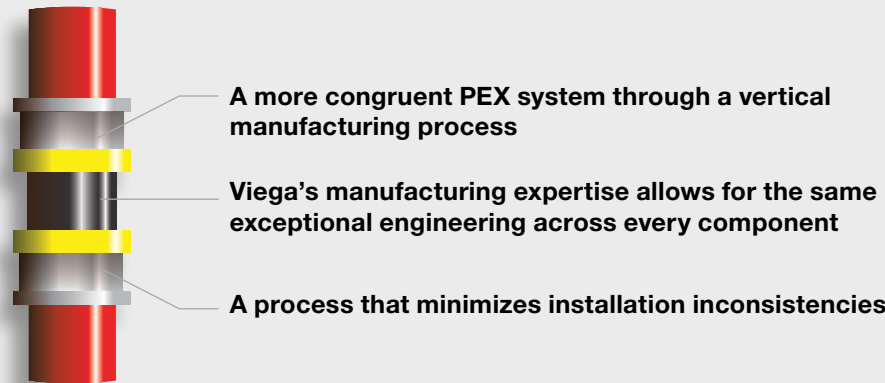 A more congruent PEX system through a vertical
manufacturing process
Viega’s manufacturing expertise allows for the same
exceptional engineering across every component
A process that minimizes installation inconsistencies